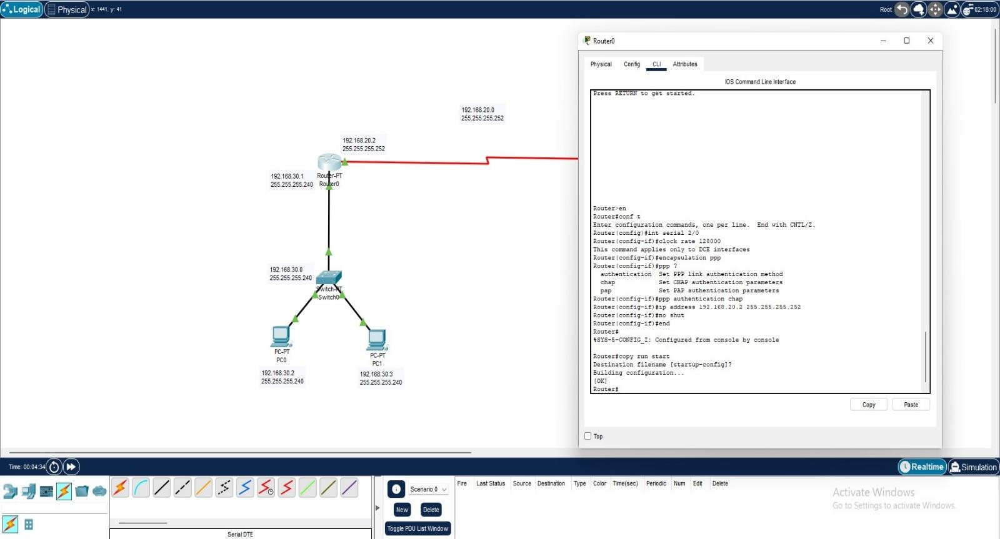 Logical
Physical
x: 1441, y: 41
Root
02:18:00
192.168.20.0
255.255.255.252
192.168.20.2
255.255.255.252
192.168.30.1
255.255.255.240
Router-PT
Router0
192.168.30.0
255.255.255.240
Switch-PT
Switch0
PC-PT
PC0
PC-PT
PC1
192.168.30.2
255.255.255.240
192.168.30.3
255.255.255.240
Router0
Physical
Config
CLI
Attributes
IOS Command Line Interface
Press RETURN to get started.
Router>en
Router#conf t
Enter configuration commands, one per line.  End with CNTL/Z.
Router(config)#int serial 2/0
Router(config-if)#clock rate 128000
This command applies only to DCE interfaces
Router(config-if)#encapsulation ppp
Router(config-if)#ppp ?
authentication  Set PPP link authentication method
chap            Set CHAP authentication parameters
pap             Set PAP authentication parameters
Router(config-if)#ppp authentication chap
Router(config-if)#ip address 192.168.20.2 255.255.255.252
Router(config-if)#no shut
Router(config-if)#end
Router#
%SYS-5-CONFIG_I: Configured from console by console
Router#copy run start
Destination filename [startup-config]?
Building configuration...
[OK]
Router#
Copy
Paste
Top
Time: 00:04:34
Realtime
Simulation
Scenario 0
New
Delete
Toggle PDU List Window
Fire
Last Status
Source
Destination
Type
Color
Time(sec)
Periodic
Num
Edit
Delete
Serial DTE
Activate Windows
Go to Settings to activate Windows.